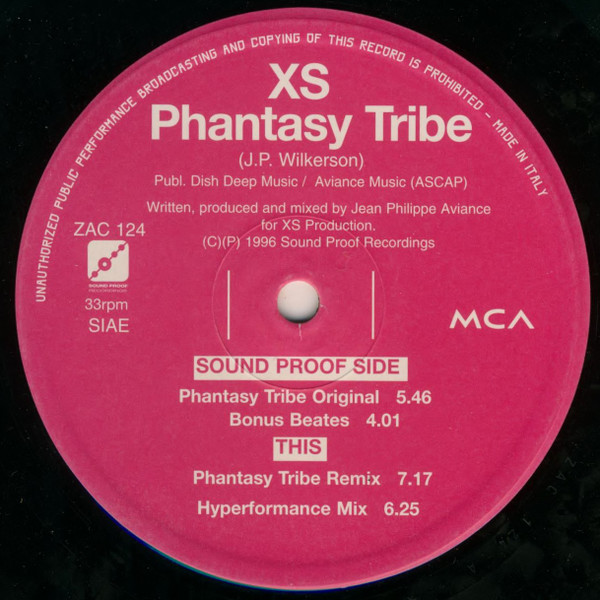 UNAUTHORIZED PUBLIC PERFORMANCE BROADCASTING AND COPYING OF THIS RECORD IS PROHIBITED - MADE IN ITALY
XS
Phantasy Tribe
(J.P. Wilkerson)
Publ. Dish Deep Music / Aviance Music (ASCAP)
Written, produced and mixed by Jean Philippe Aviance
for XS Production.
(C)(P) 1996 Sound Proof Recordings
ZAC 124
SOUND PROOF
RECORDINGS
33rpm
SIAE
MCA
SOUND PROOF SIDE
Phantasy Tribe Original 5.46
Bonus Beates 4.01
THIS
Phantasy Tribe Remix 7.17
Hyperformance Mix 6.25